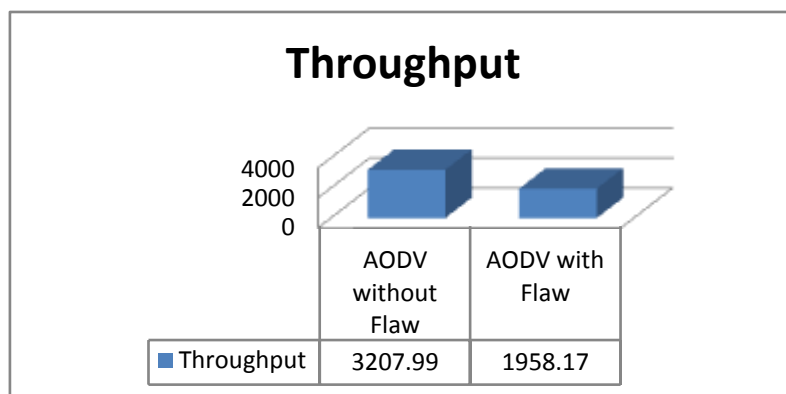 Throughput
4000
2000
0
AODV
without
Flaw
AODV with
Flaw
Throughput
3207.99
1958.17